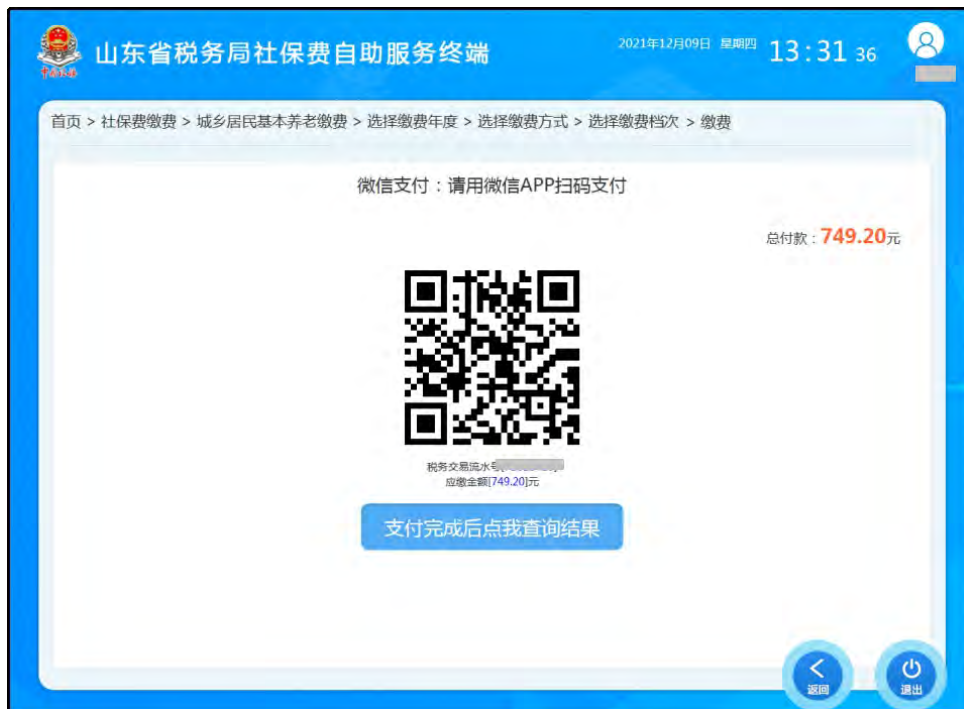 山东省税务局社保费自助服务终端
2021年12月09日 星期四 13:31 36
首页 > 社保费缴费 > 城乡居民基本养老缴费 > 选择缴费年度 > 选择缴费方式 > 选择缴费档次 > 缴费
微信支付：请用微信APP扫码支付
总付款：749.20元
税务交易流水号
应缴金额[749.20]元
支付完成后点我查询结果
返回
退出